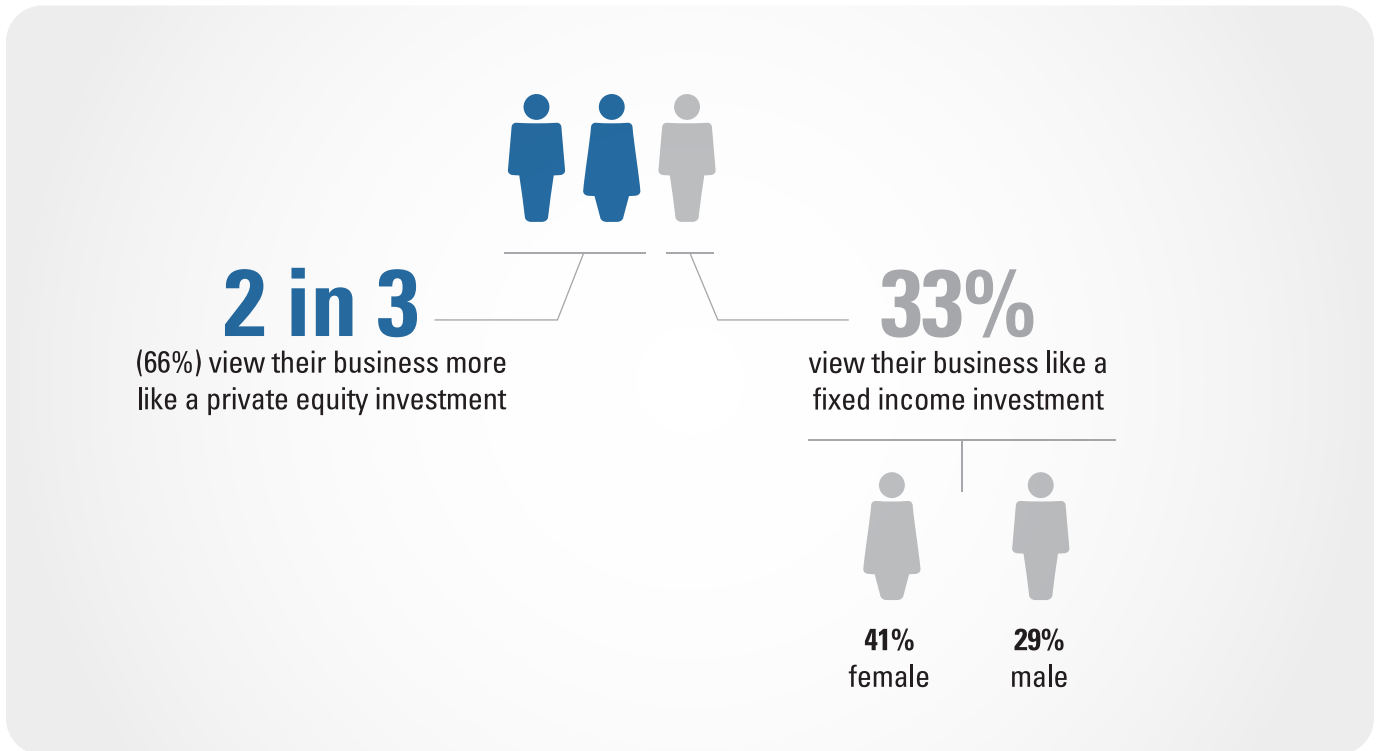 2 in 3
(66%) view their business more
like a private equity investment
33%
view their business like a
fixed income investment
41%
female
29%
male